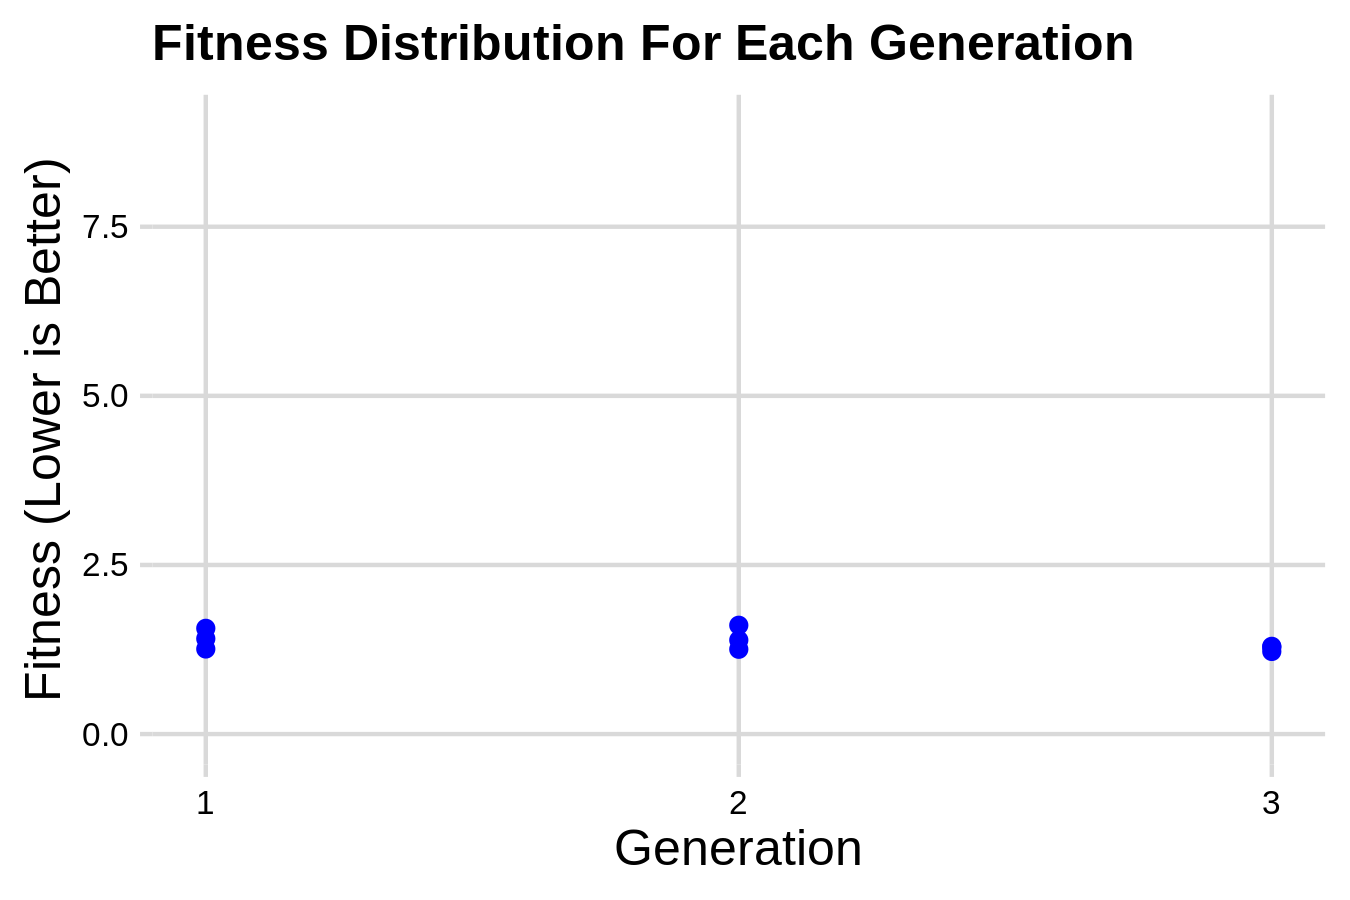 Fitness Distribution For Each Generation
Fitness (Lower is Better)
7.5
5.0
2.5
0.0
1 2 3
Generation